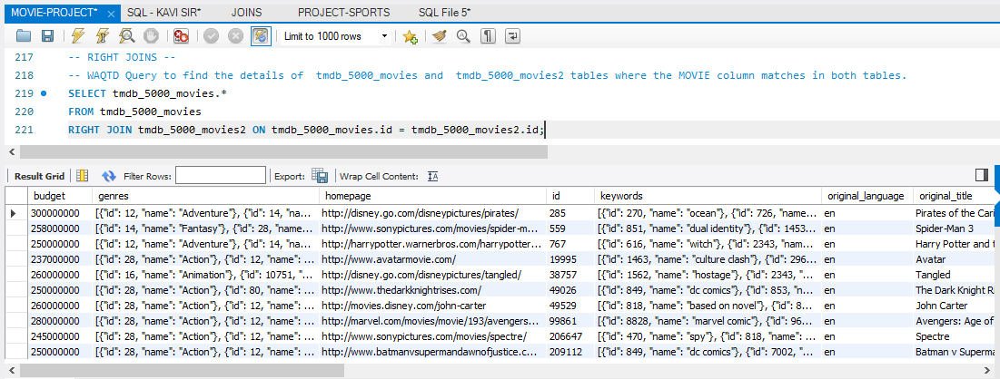 MOVIE-PROJECT* × SQL - KAVI SIR* JOINS PROJECT-SPORTS SQL File 5*
Limit to 1000 rows
217 -- RIGHT JOINS --
218 -- WAQTD Query to find the details of  tmdb_5000_movies and  tmdb_5000_movies2 tables where the MOVIE column matches in both tables.
219 SELECT tmdb_5000_movies.*
220 FROM tmdb_5000_movies
221 RIGHT JOIN tmdb_5000_movies2 ON tmdb_5000_movies.id = tmdb_5000_movies2.id;
Result Grid Filter Rows: Export: Wrap Cell Content:
budget genres homepage id keywords original_language original_title
300000000 [{"id": 12, "name": "Adventure"}, {"id": 14, "na... http://disney.go.com/disneypictures/pirates/ 285 [{"id": 270, "name": "ocean"}, {"id": 726, "nam... en Pirates of the Cari
258000000 [{"id": 14, "name": "Fantasy"}, {"id": 28, "name... http://www.sonypictures.com/movies/spider-m... 559 [{"id": 851, "name": "dual identity"}, {"id": 1453... en Spider-Man 3
250000000 [{"id": 12, "name": "Adventure"}, {"id": 14, "na... http://harrypotter.warnerbros.com/harrypotter... 767 [{"id": 616, "name": "witch"}, {"id": 2343, "nam... en Harry Potter and t
237000000 [{"id": 28, "name": "Action"}, {"id": 12, "name": ... http://www.avatarmovie.com/ 19995 [{"id": 1463, "name": "culture clash"}, {"id": 296... en Avatar
260000000 [{"id": 16, "name": "Animation"}, {"id": 10751, "... http://disney.go.com/disneypictures/tangled/ 38757 [{"id": 1562, "name": "hostage"}, {"id": 2343, "... en Tangled
250000000 [{"id": 28, "name": "Action"}, {"id": 80, "name": ... http://www.thedarkknightrises.com/ 49026 [{"id": 849, "name": "dc comics"}, {"id": 853, "n... en The Dark Knight Ri
260000000 [{"id": 28, "name": "Action"}, {"id": 12, "name": ... http://movies.disney.com/john-carter 49529 [{"id": 818, "name": "based on novel"}, {"id": 8... en John Carter
280000000 [{"id": 28, "name": "Action"}, {"id": 12, "name": ... http://marvel.com/movies/movie/193/avengers... 99861 [{"id": 8828, "name": "marvel comic"}, {"id": 96... en Avengers: Age of
245000000 [{"id": 28, "name": "Action"}, {"id": 12, "name": ... http://www.sonypictures.com/movies/spectre/ 206647 [{"id": 470, "name": "spy"}, {"id": 818, "name": ... en Spectre
250000000 [{"id": 28, "name": "Action"}, {"id": 12, "name": ... http://www.batmanvsupermandawnofjustice.c... 209112 [{"id": 849, "name": "dc comics"}, {"id": 7002, "... en Batman v Superma